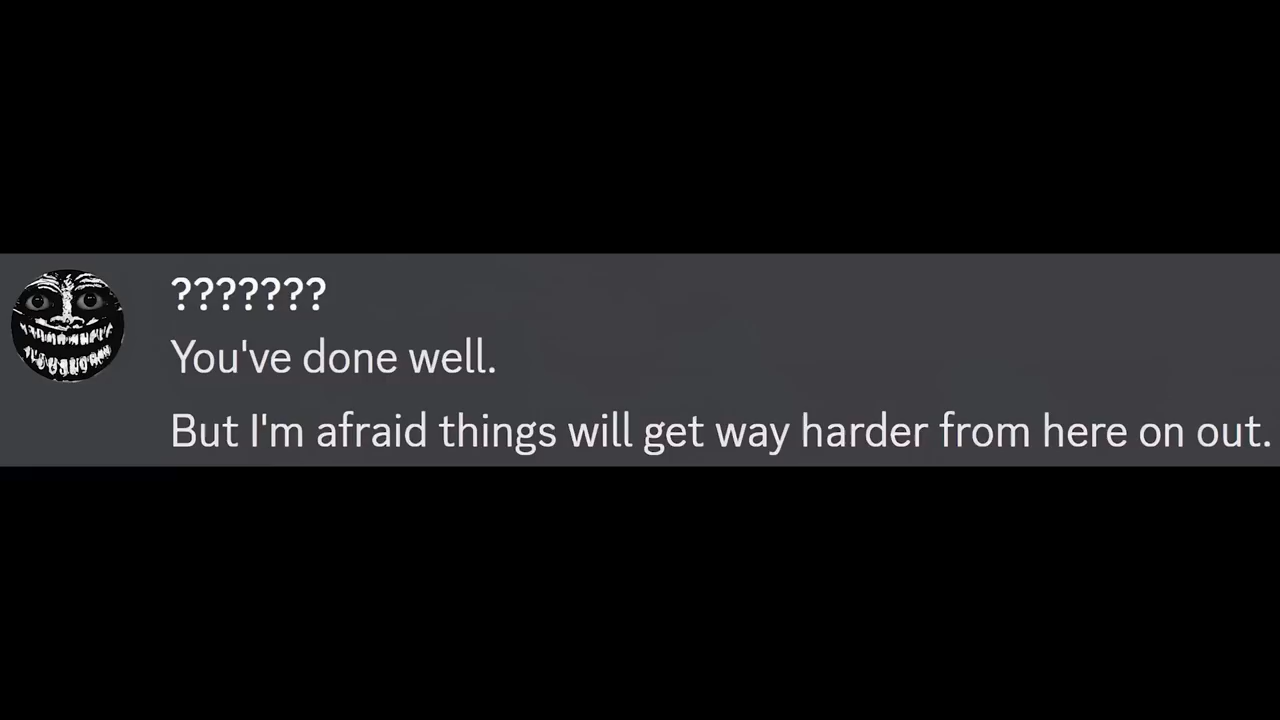 ???????
You've done well.
But I'm afraid things will get way harder from here on out.